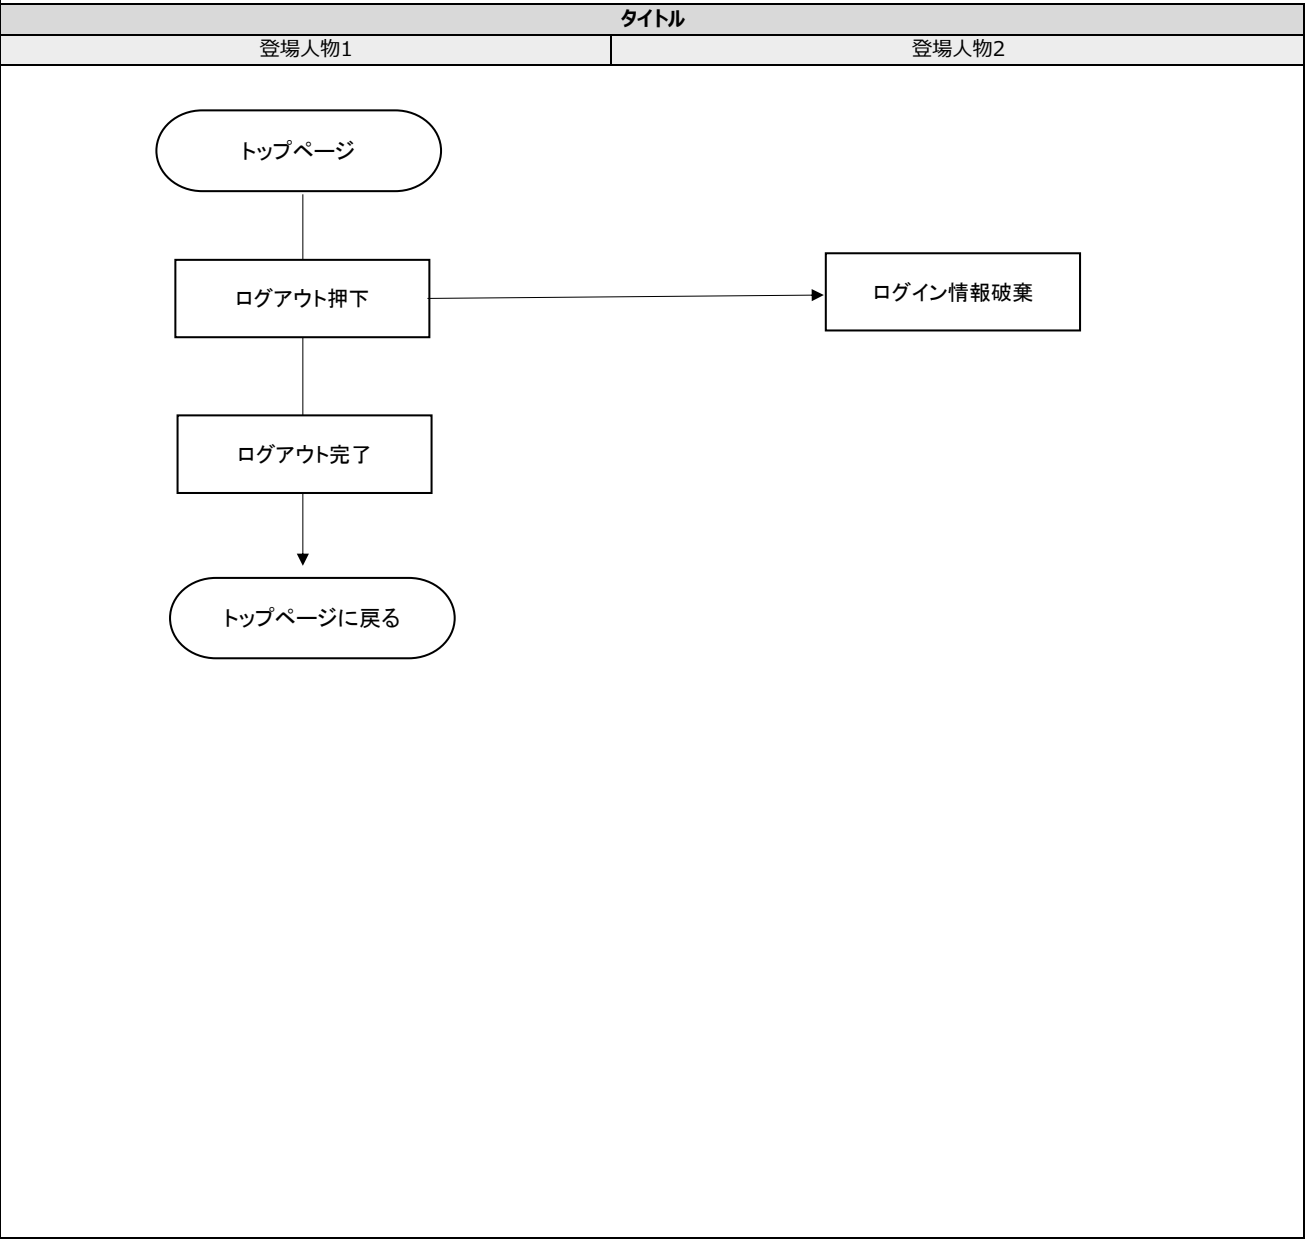 タイトル
登場人物1
登場人物2
トップページ
ログアウト押下
ログイン情報破棄
ログアウト完了
トップページに戻る